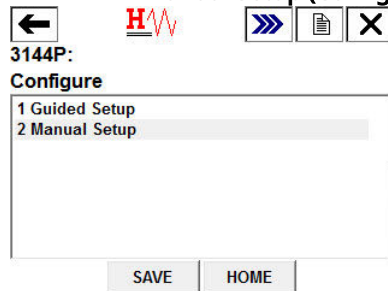 H
3144P:
Configure
1 Guided Setup
2 Manual Setup
SAVE HOME